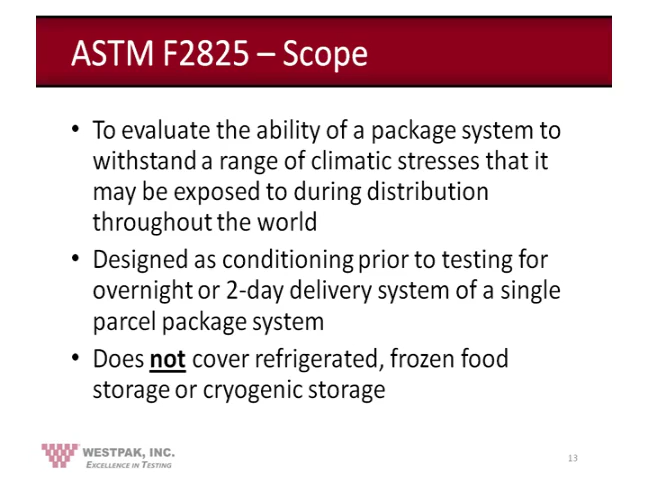 ASTM F2825 – Scope
• To evaluate the ability of a package system to
withstand a range of climatic stresses that it
may be exposed to during distribution
throughout the world
• Designed as conditioning prior to testing for
overnight or 2-day delivery system of a single
parcel package system
• Does not cover refrigerated, frozen food
storage or cryogenic storage
WESTPAK, INC.
EXCELLENCE IN TESTING
13